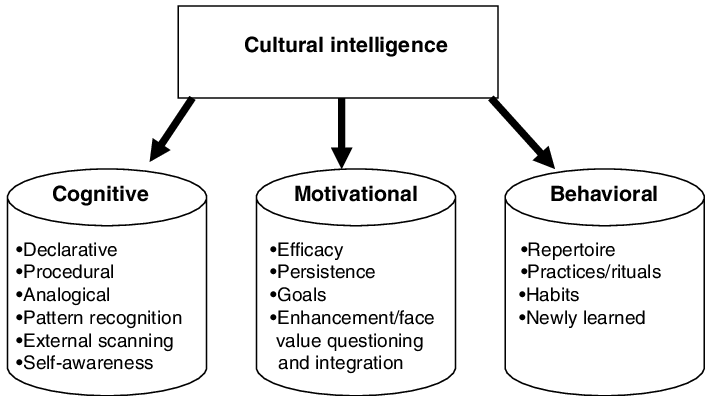 Cultural intelligence
Cognitive
•Declarative
•Procedural
•Analogical
•Pattern recognition
•External scanning
•Self-awareness
Motivational
•Efficacy
•Persistence
•Goals
•Enhancement/face
value questioning
and integration
Behavioral
•Repertoire
•Practices/rituals
•Habits
•Newly learned